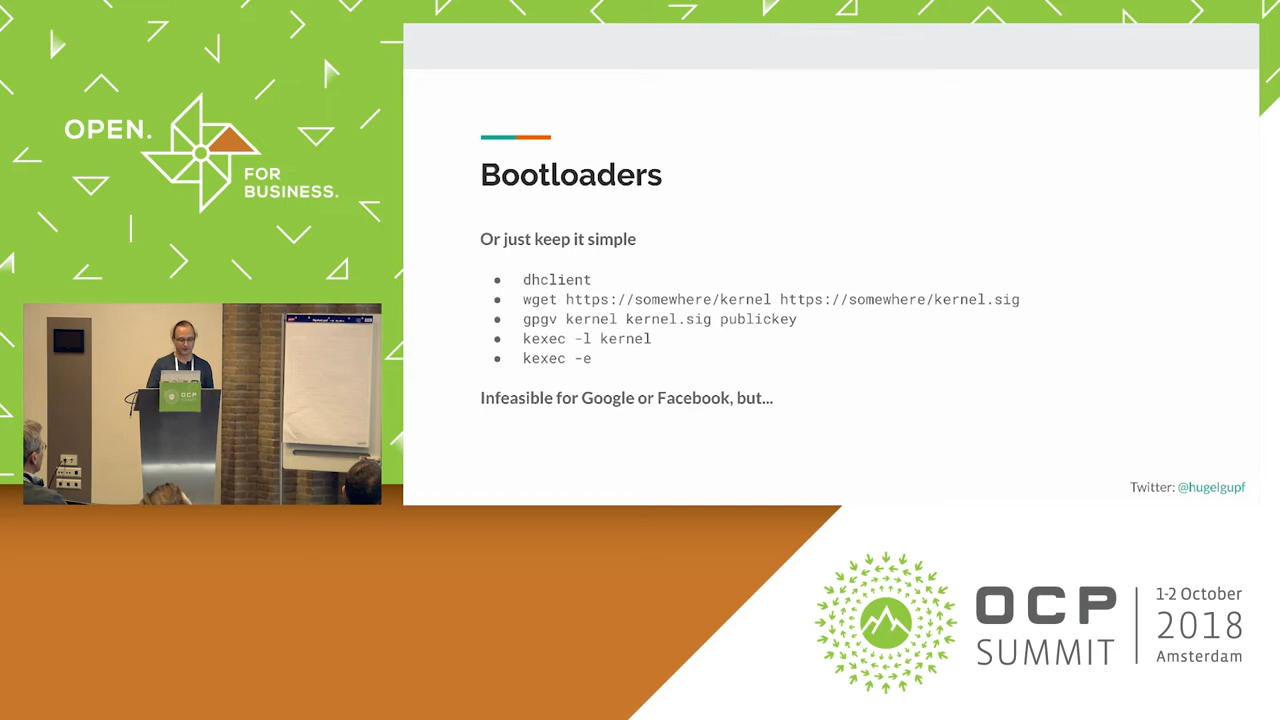 OPEN.
FOR
BUSINESS.
Bootloaders
Or just keep it simple
● dhclient
● wget https://somewhere/kernel https://somewhere/kernel.sig
● gpgv kernel kernel.sig publickey
● kexec -l kernel
● kexec -e
Infeasible for Google or Facebook, but...
Twitter: @hugelgupf
OCP
SUMMIT
OCP
SUMMIT
1-2 October
2018
Amsterdam